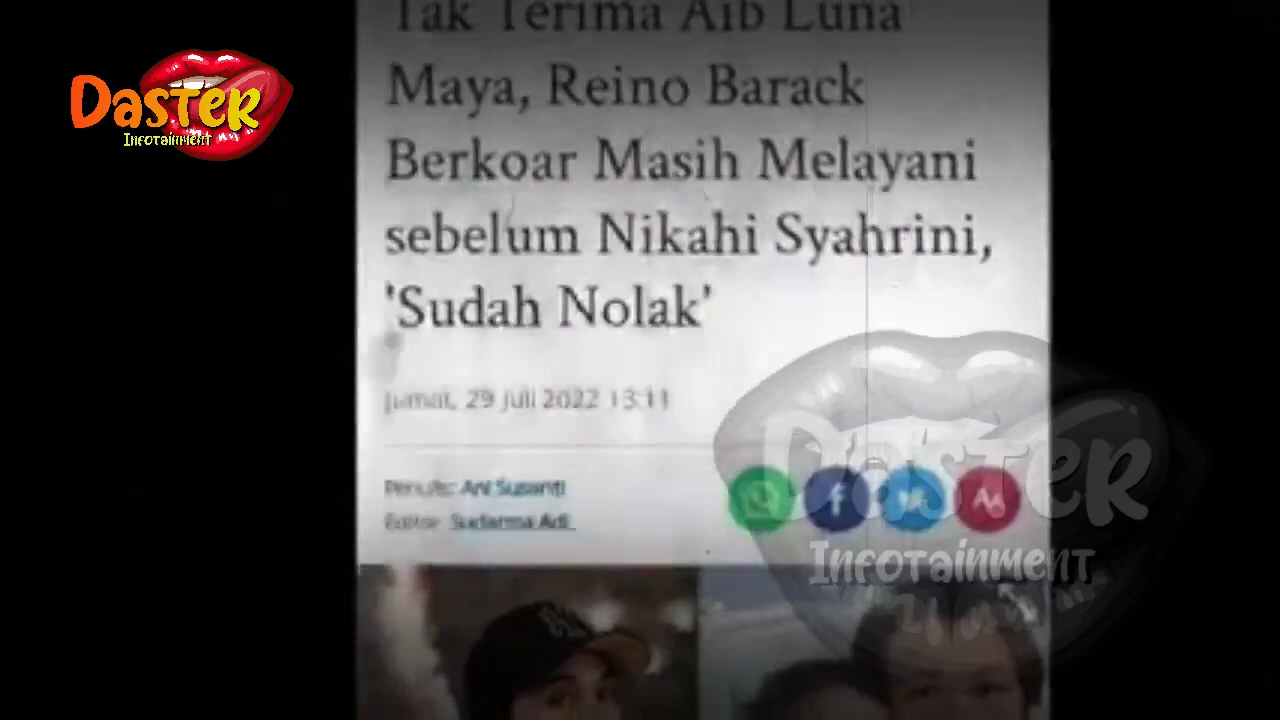 Tak Terima Aib Luna
Maya, Reino Barack
Berkoar Masih Melayani
sebelum Nikahi Syahrini,
'Sudah Nolak'
Jumat, 29 Juli 2022 13:11
Penulis: Ani Susanti
Editor: Sudarma Adi
DASTER
INFOTAINMENT
DASTER
INFOTAINMENT